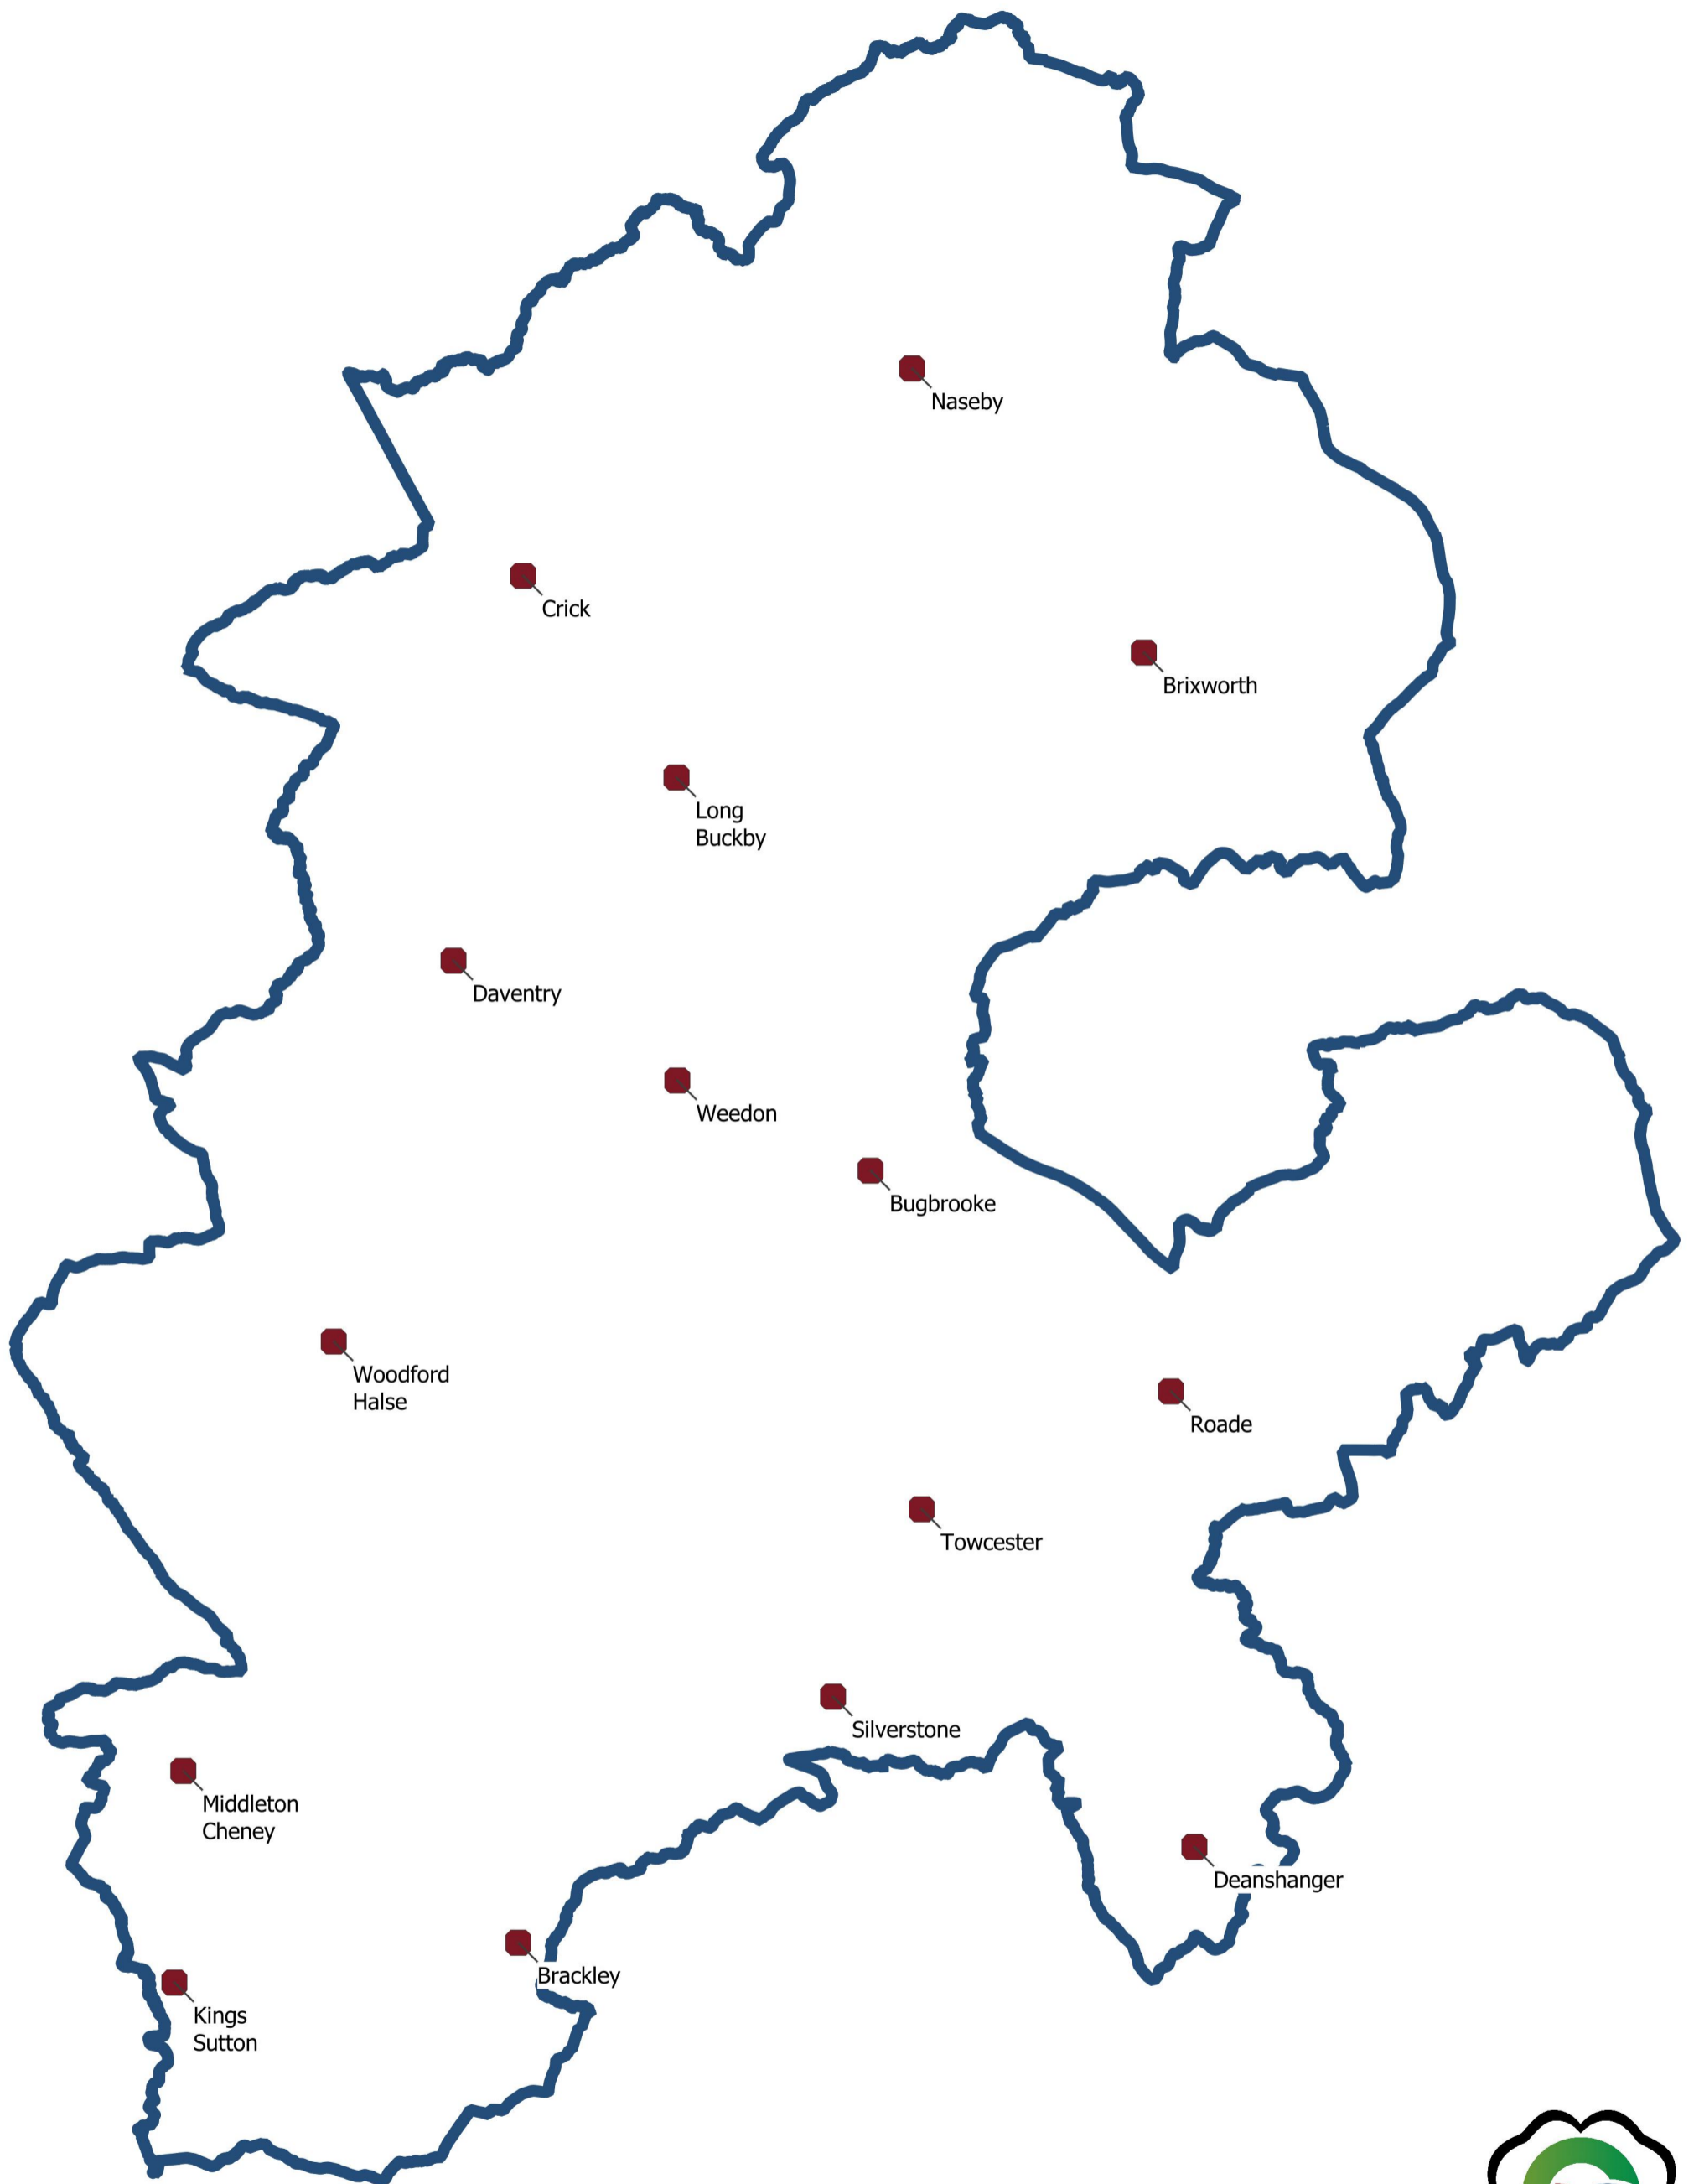 Naseby
Crick
Brixworth
Long
Buckby
Daventry
Weedon
Bugbrooke
Woodford
Halse
Roade
Towcester
Silverstone
Middleton
Cheney
Deanshanger
Brackley
Kings
Sutton